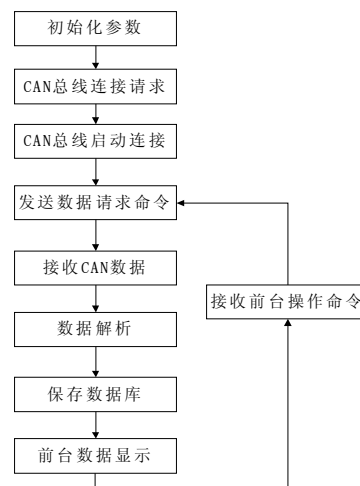 初始化参数
CAN总线连接请求
CAN总线启动连接
发送数据请求命令
接收CAN数据
接收前台操作命令
数据解析
保存数据库
前台数据显示